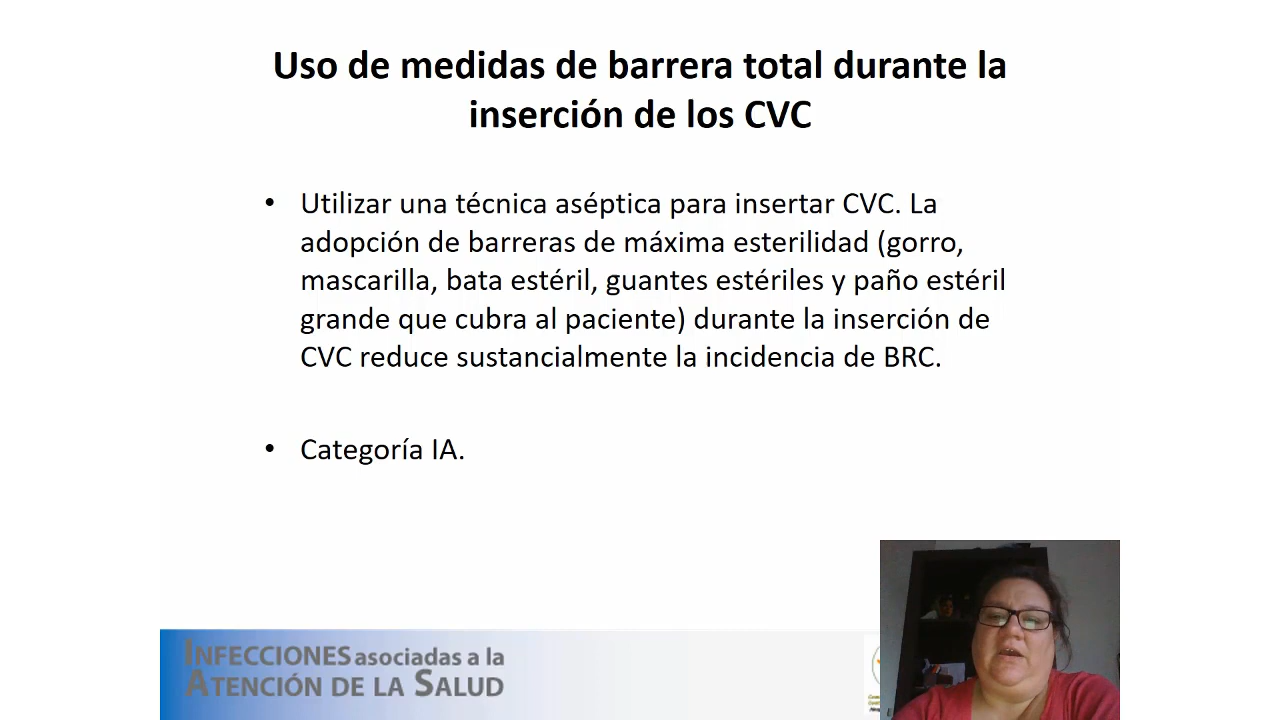 Uso de medidas de barrera total durante la
inserción de los CVC
• Utilizar una técnica aséptica para insertar CVC. La
adopción de barreras de máxima esterilidad (gorro,
mascarilla, bata estéril, guantes estériles y paño estéril
grande que cubra al paciente) durante la inserción de
CVC reduce sustancialmente la incidencia de BRC.
• Categoría IA.
INFECCIONES asociadas a la
ATENCIÓN DE LA SALUD